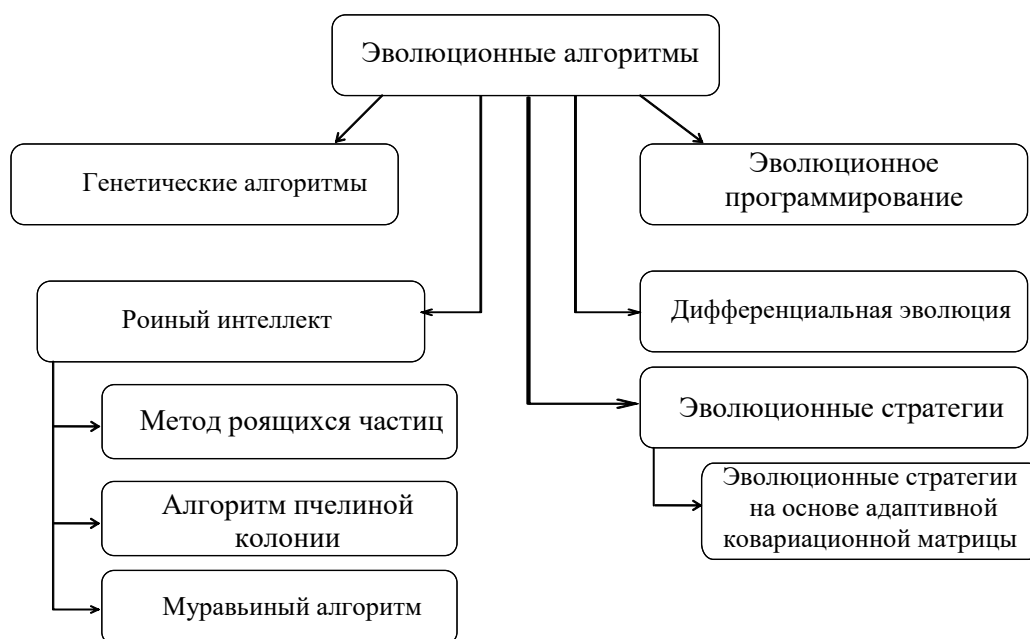 Эволюционные алгоритмы
Генетические алгоритмы
Эволюционное
программирование
Роиный интеллект
Дифференциальная эволюция
Метод роящихся частиц
Эволюционные стратегии
Алгоритм пчелиной
колонии
Эволюционные стратегии
на основе адаптивной
ковариационной матрицы
Муравьиный алгоритм